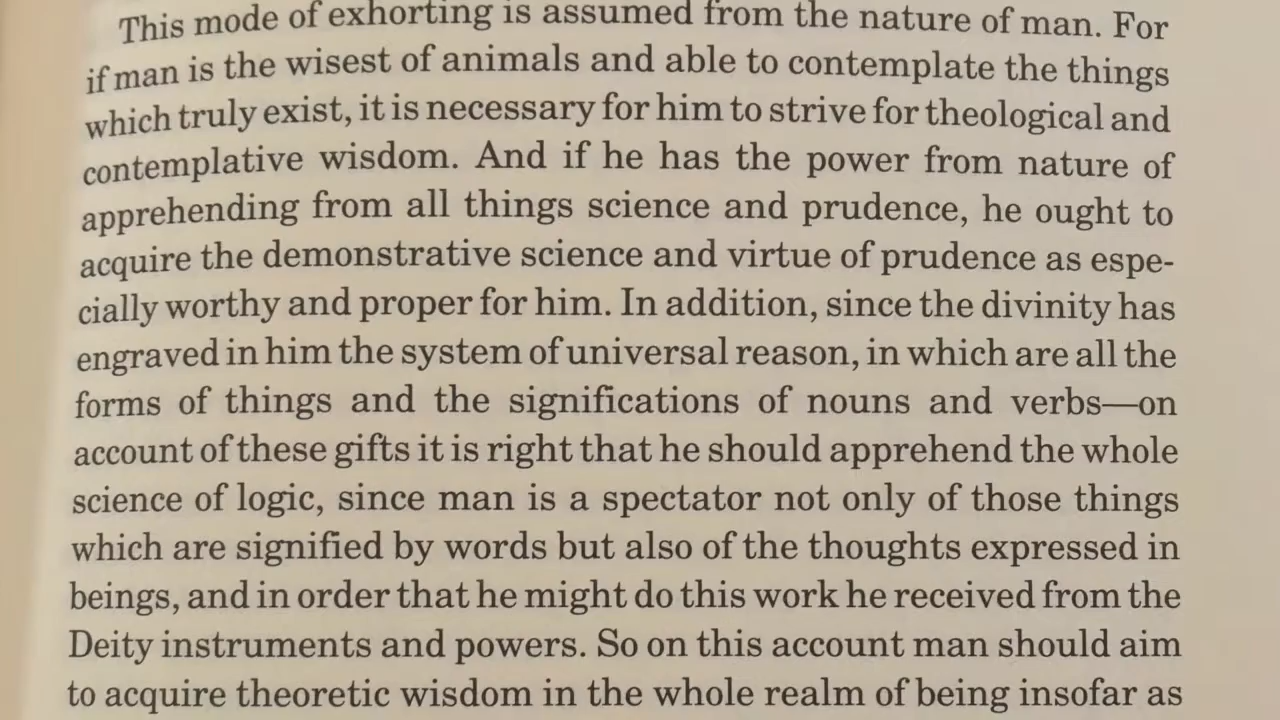 This mode of exhorting is assumed from the nature of man. For
if man is the wisest of animals and able to contemplate the things
which truly exist, it is necessary for him to strive for theological and
contemplative wisdom. And if he has the power from nature of
apprehending from all things science and prudence, he ought to
acquire the demonstrative science and virtue of prudence as espe-
cially worthy and proper for him. In addition, since the divinity has
engraved in him the system of universal reason, in which are all the
forms of things and the significations of nouns and verbs—on
account of these gifts it is right that he should apprehend the whole
science of logic, since man is a spectator not only of those things
which are signified by words but also of the thoughts expressed in
beings, and in order that he might do this work he received from the
Deity instruments and powers. So on this account man should aim
to acquire theoretic wisdom in the whole realm of being insofar as